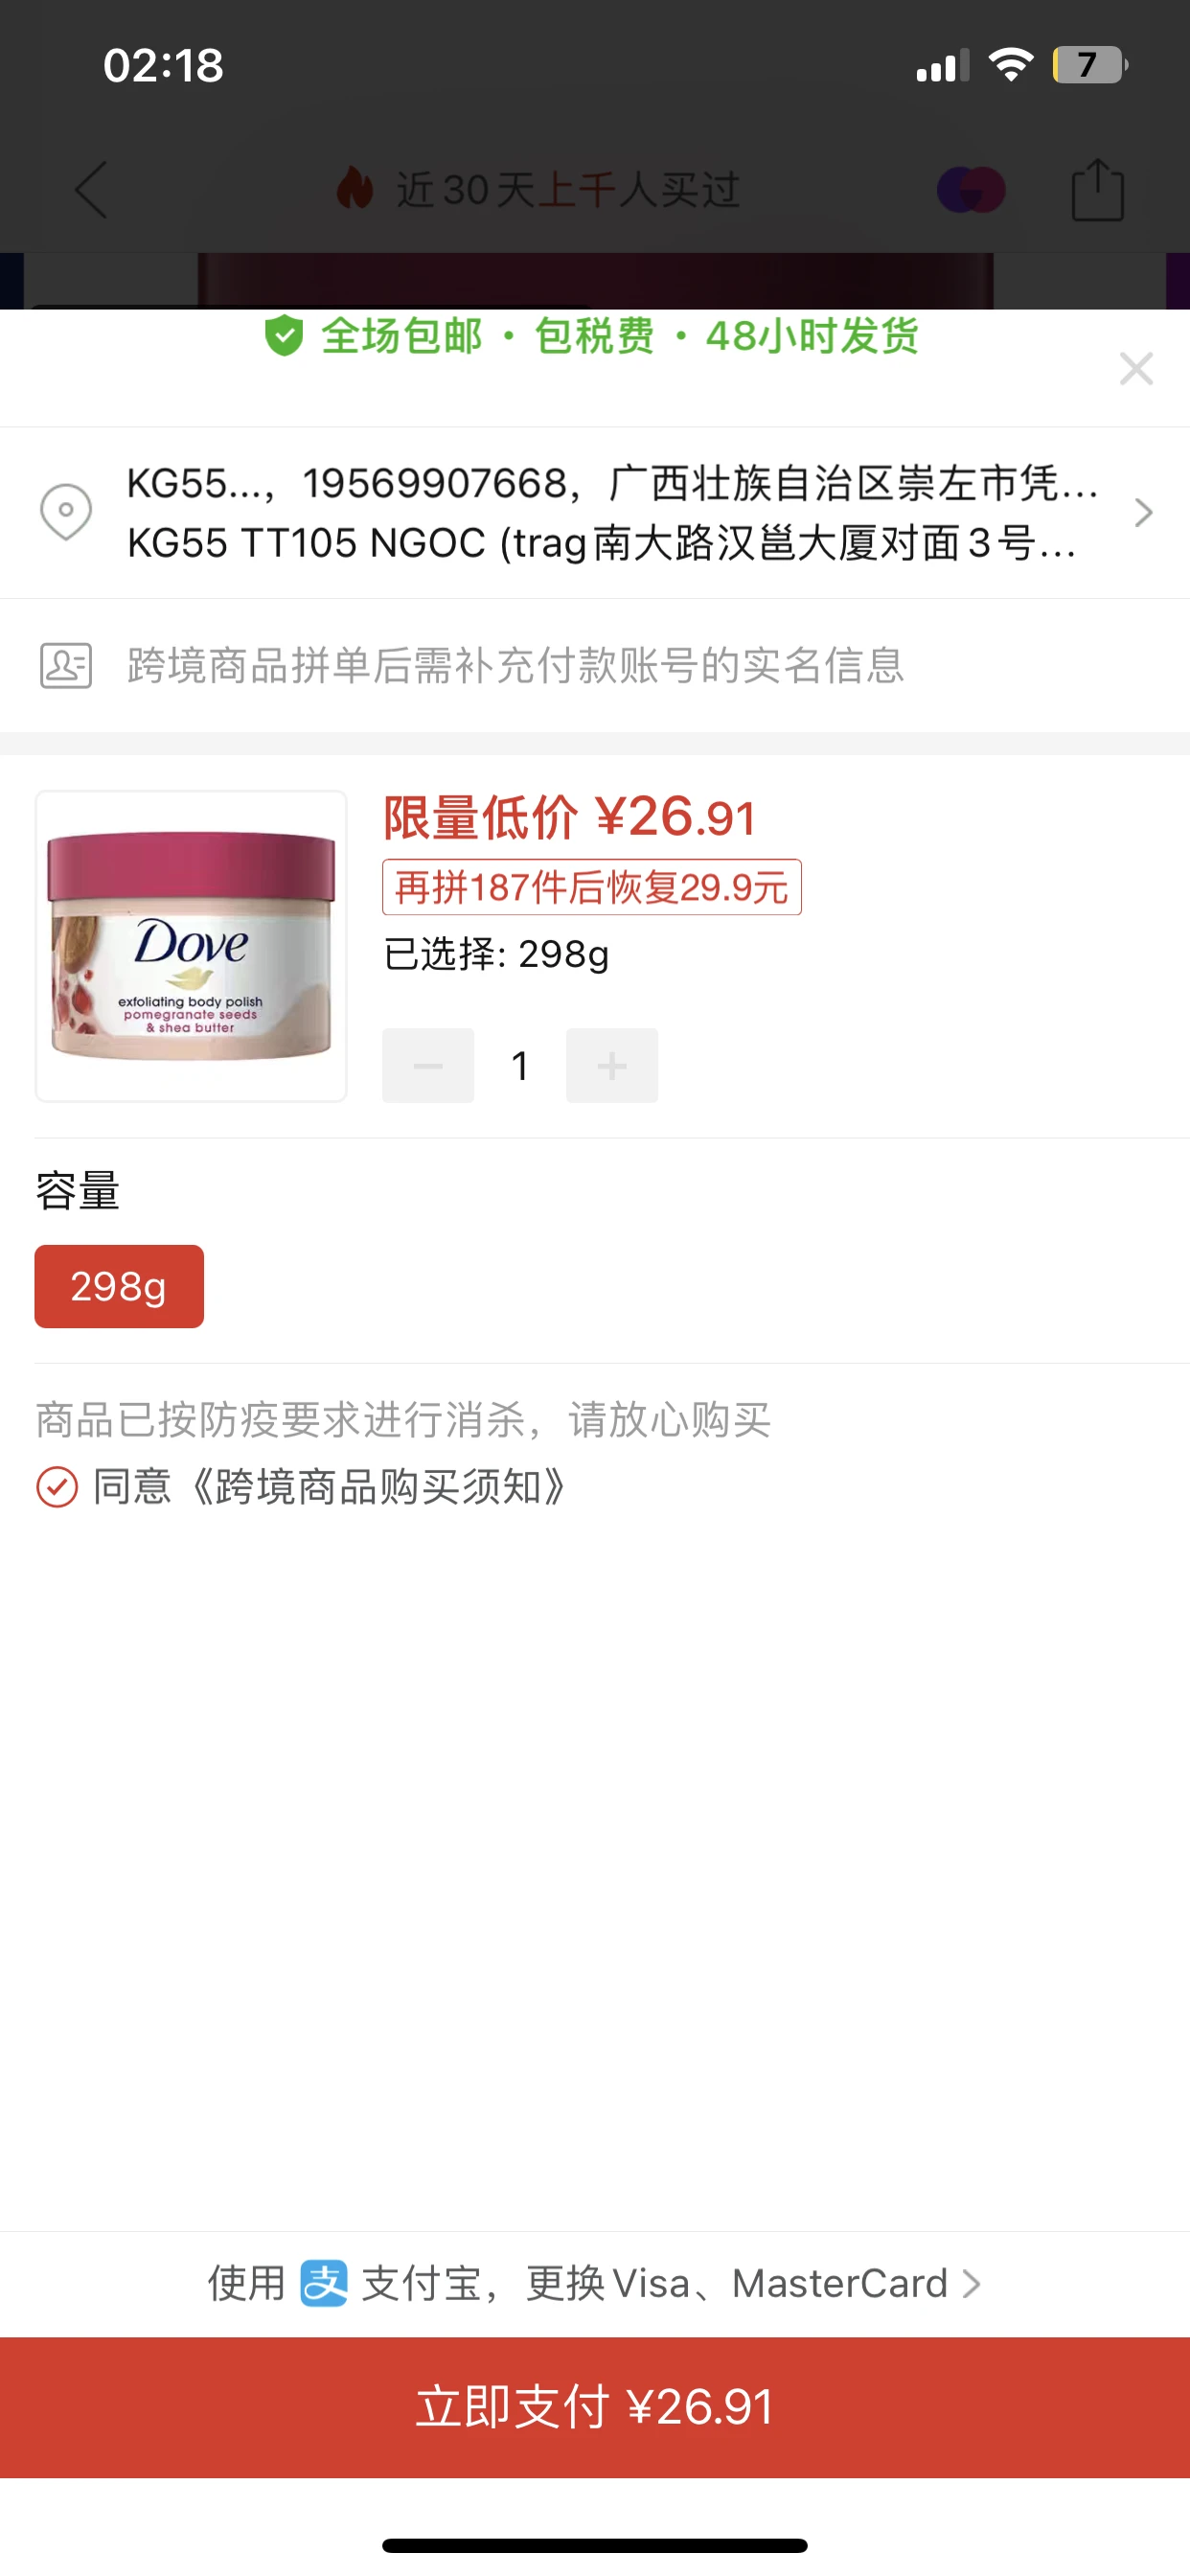 02:18
7
近30天上千人买过
全场包邮・包税费・48小时发货
KG55...，19569907668，广西壮族自治区崇左市凭...
KG55 TT105 NGOC (trag南大路汉邕大厦对面3号...
跨境商品拼单后需补充付款账号的实名信息
限量低价 ¥26.91
再拼187件后恢复29.9元
已选择: 298g
Dove
exfoliating body polish
pomegranate seeds
& shea butter
1
容量
298g
商品已按防疫要求进行消杀，请放心购买
同意《跨境商品购买须知》
使用 支 支付宝，更换Visa、MasterCard
立即支付 ¥26.91